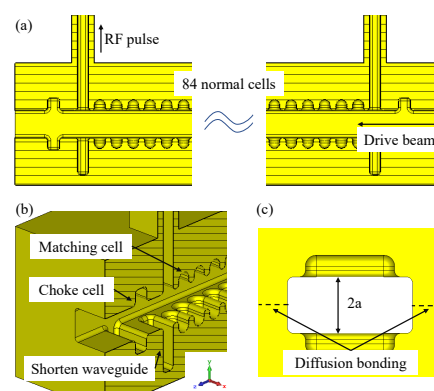 (a)
RF pulse
84 normal cells
Drive beam
(b)
Matching cell
Choke cell
Shorten waveguide
y
z
x
(c)
2a
Diffusion bonding